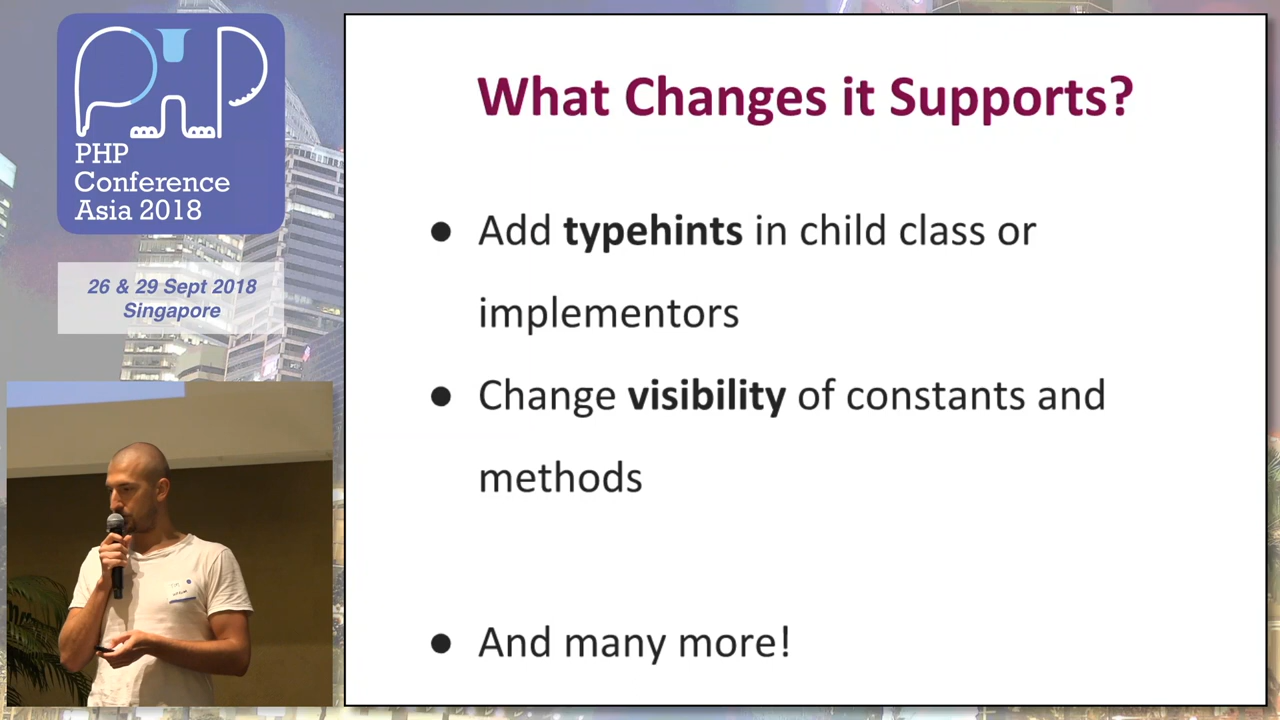 PHP
Conference
Asia 2018
26 & 29 Sept 2018
Singapore
What Changes it Supports?
● Add typehints in child class or
implementors
● Change visibility of constants and
methods
● And many more!